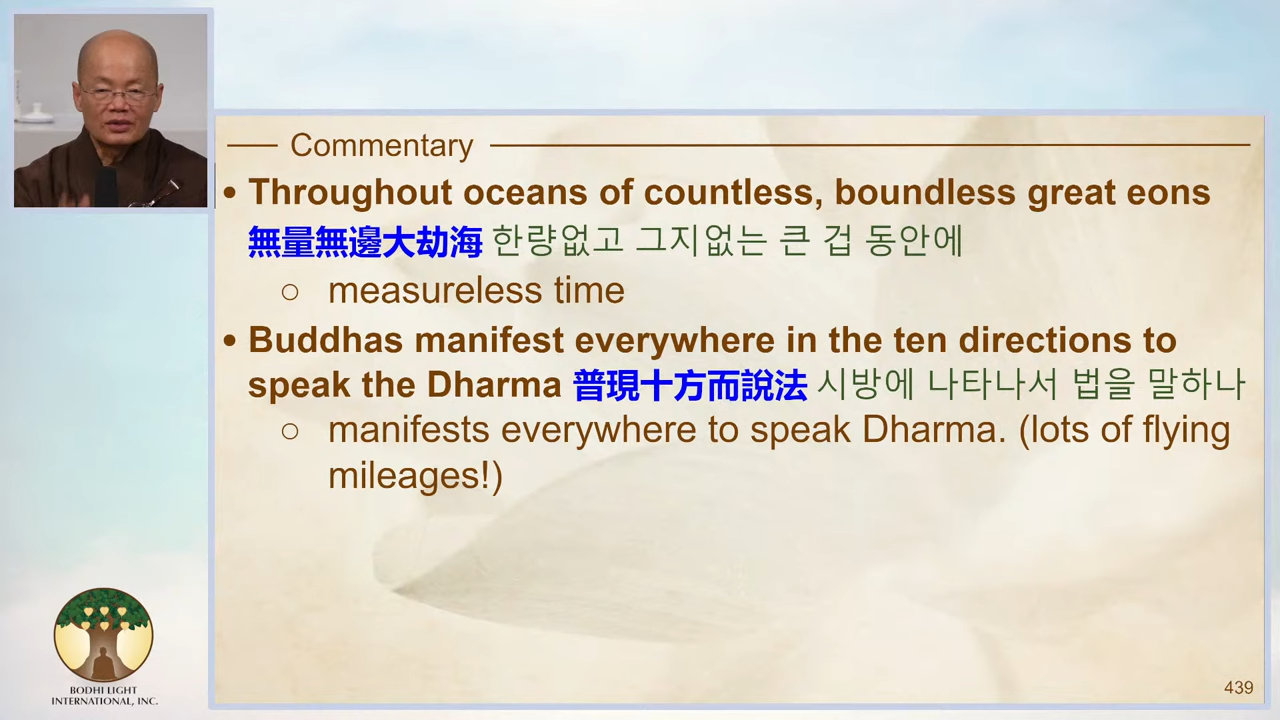 Commentary
• Throughout oceans of countless, boundless great eons
無量無邊大劫海 한량없고 그지없는 큰 겁 동안에
○ measureless time
• Buddhas manifest everywhere in the ten directions to
speak the Dharma 普現十方而說法 시방에 나타나서 법을 말하나
○ manifests everywhere to speak Dharma. (lots of flying
mileages!)
BODHI LIGHT
INTERNATIONAL, INC.
439